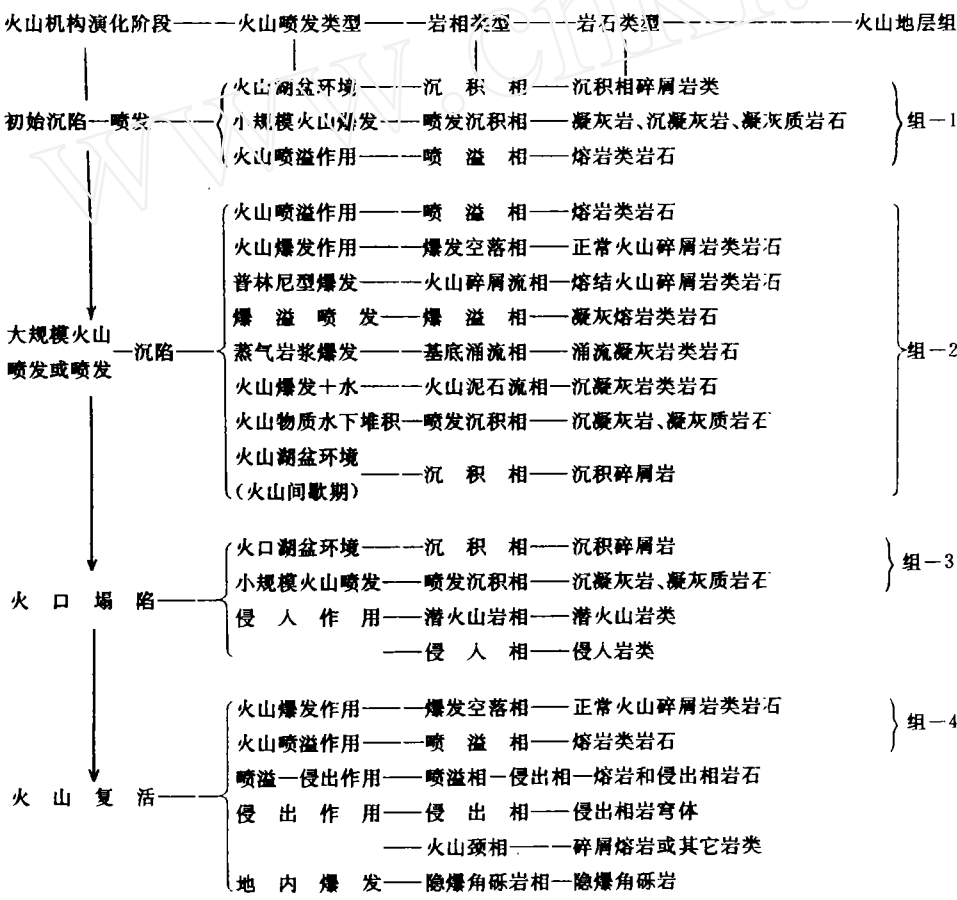 火山机构演化阶段——火山喷发类型——岩相类型——岩石类型——火山地层组
火山湖盆环境——沉积相——沉积相碎屑岩类
初始沉陷—喷发——小规模火山爆发——喷发沉积相——凝灰岩、沉凝灰岩、凝灰质岩石 组-1
火山喷溢作用——喷溢相——熔岩类岩石
火山喷溢作用——喷溢相——熔岩类岩石
火山爆发作用——爆发空落相——正常火山碎屑岩类岩石
普林尼型爆发——火山碎屑流相—熔结火山碎屑岩类岩石
爆溢喷发——爆溢相——凝灰熔岩类岩石
大规模火山
喷发或喷发—沉陷——蒸气岩浆爆发——基底涌流相——涌流凝灰岩类岩石 组-2
火山爆发+水——火山泥石流相—沉凝灰岩类岩石
火山物质水下堆积—喷发沉积相——沉凝灰岩、凝灰质岩石
火山湖盆环境
(火山间歇期)——沉积相——沉积碎屑岩
火口湖盆环境——沉积相——沉积碎屑岩
小规模火山喷发——喷发沉积相——沉凝灰岩、凝灰质岩石 组-3
火口塌陷——侵入作用——潜火山岩相——潜火山岩类
——侵入相——侵入岩类
火山爆发作用——爆发空落相——正常火山碎屑岩类岩石
火山喷溢作用——喷溢相——熔岩类岩石 组-4
喷溢—侵出作用——喷溢相-侵出相—熔岩和侵出相岩石
火山复活——侵出作用——侵出相——侵出相岩穹体
——火山颈相——碎屑熔岩或其它岩类
地内爆发——隐爆角砾岩相—隐爆角砾岩